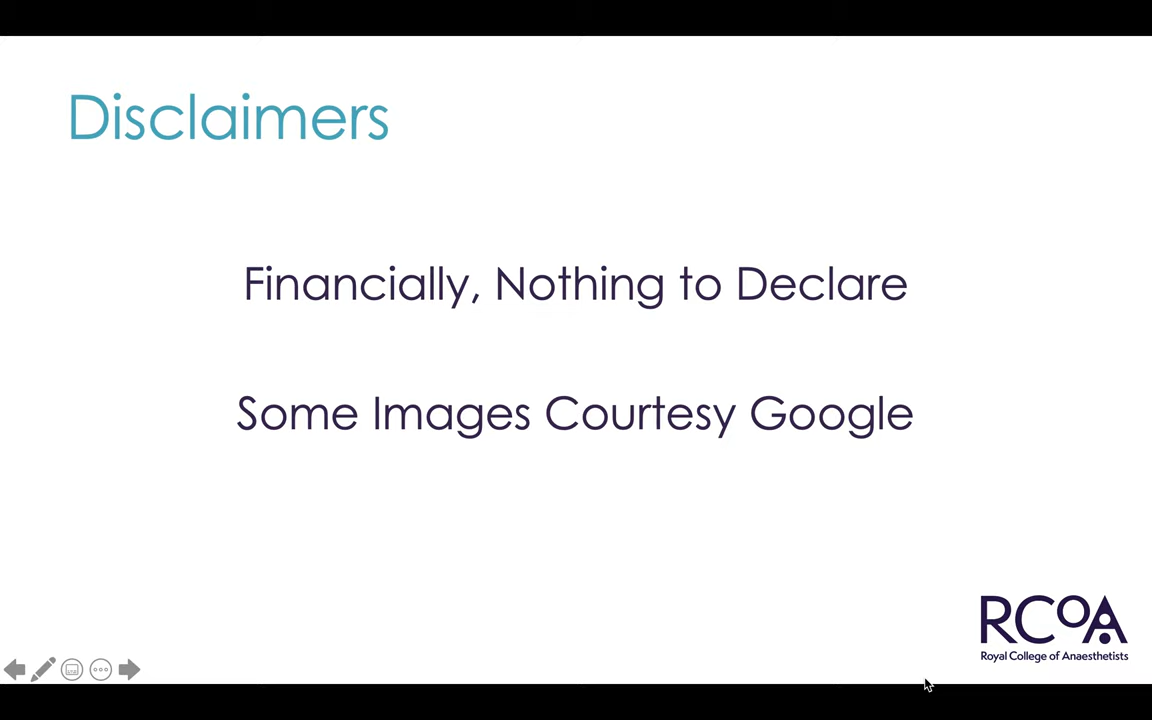 Disclaimers
Financially, Nothing to Declare
Some Images Courtesy Google
RCOA
Royal College of Anaesthetists